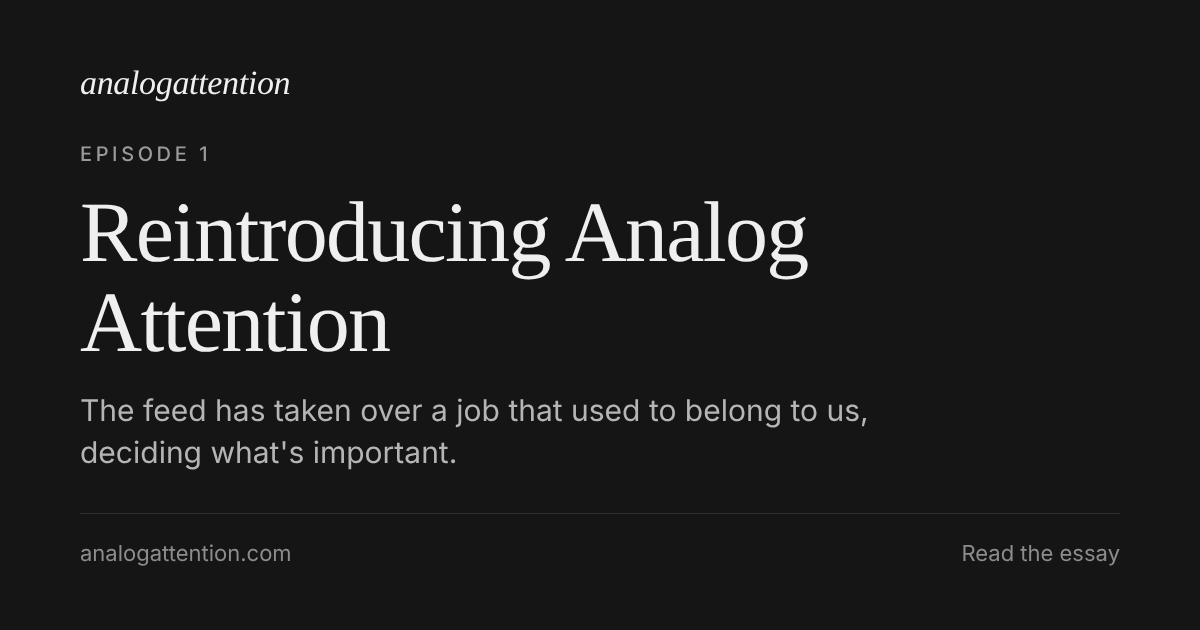 analogattention
EPISODE 1
Reintroducing Analog
Attention
The feed has taken over a job that used to belong to us,
deciding what's important.
analogattention.com
Read the essay